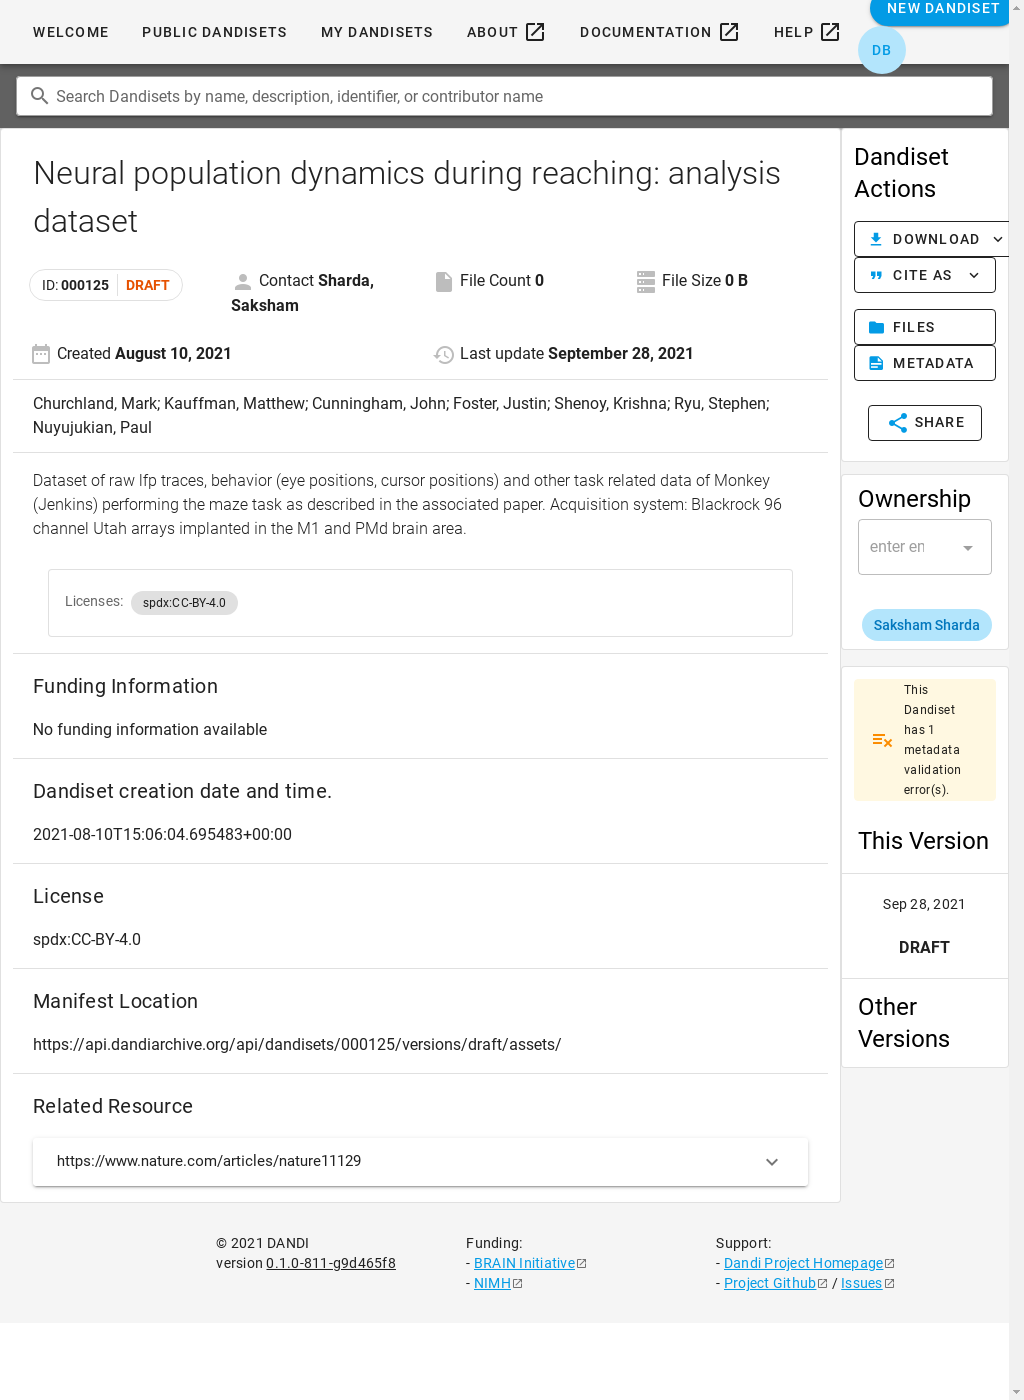 NEW DANDISET
WELCOME PUBLIC DANDISETS MY DANDISETS ABOUT DOCUMENTATION HELP
DB
Search Dandisets by name, description, identifier, or contributor name
Neural population dynamics during reaching: analysis
dataset
ID: 000125 DRAFT
Contact Sharda,
Saksham
File Count 0
File Size 0 B
Created August 10, 2021
Last update September 28, 2021
Churchland, Mark; Kauffman, Matthew; Cunningham, John; Foster, Justin; Shenoy, Krishna; Ryu, Stephen;
Nuyujukian, Paul
Dataset of raw lfp traces, behavior (eye positions, cursor positions) and other task related data of Monkey
(Jenkins) performing the maze task as described in the associated paper. Acquisition system: Blackrock 96
channel Utah arrays implanted in the M1 and PMd brain area.
Licenses: spdx:CC-BY-4.0
Funding Information
No funding information available
Dandiset creation date and time.
2021-08-10T15:06:04.695483+00:00
License
spdx:CC-BY-4.0
Manifest Location
https://api.dandiarchive.org/api/dandisets/000125/versions/draft/assets/
Related Resource
https://www.nature.com/articles/nature11129
Dandiset
Actions
DOWNLOAD
CITE AS
FILES
METADATA
SHARE
Ownership
enter en
Saksham Sharda
This
Dandiset
has 1
metadata
validation
error(s).
This Version
Sep 28, 2021
DRAFT
Other
Versions
© 2021 DANDI
version 0.1.0-811-g9d465f8
Funding:
- BRAIN Initiative
- NIMH
Support:
- Dandi Project Homepage
- Project Github / Issues